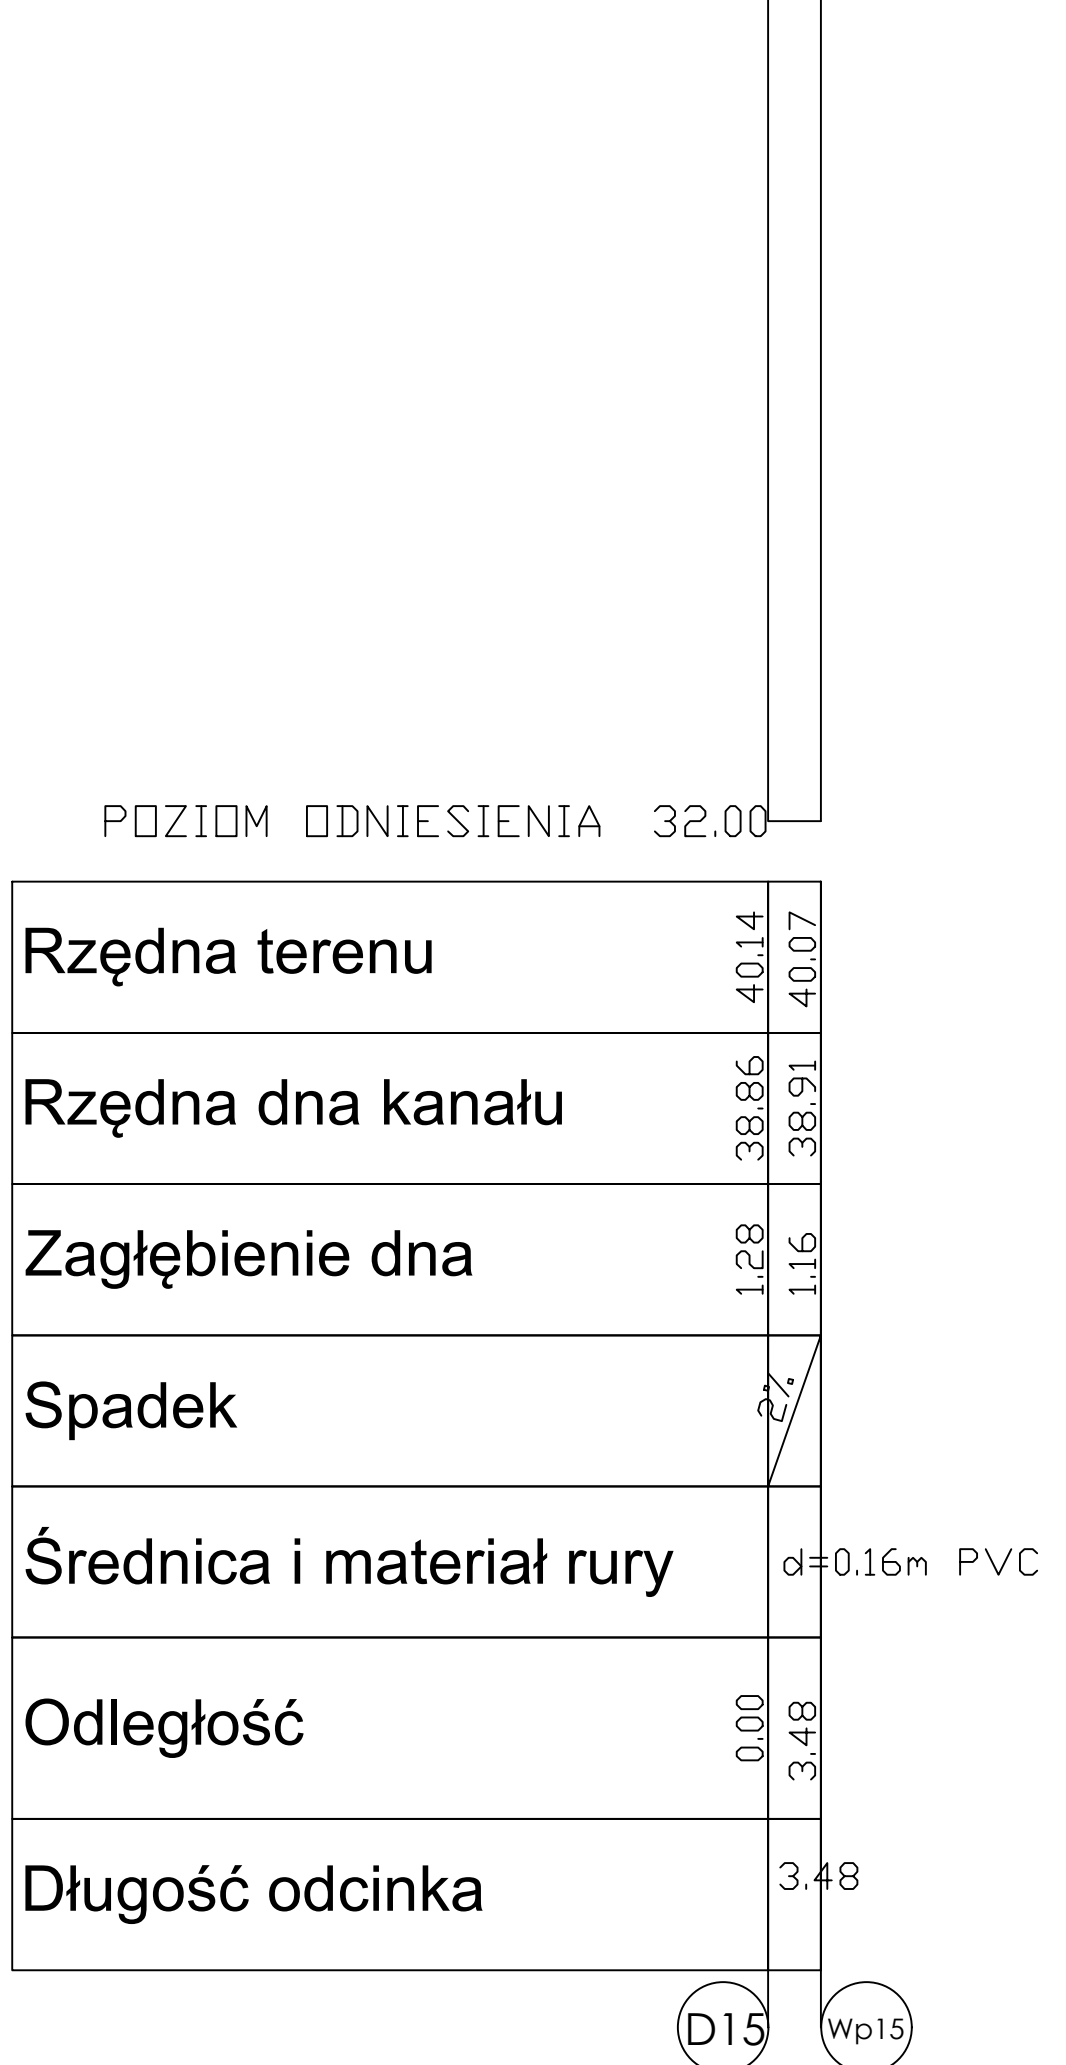 POZIOM ODNIESIENIA 32.00
Rzędna terenu 40.14 40.07
Rzędna dna kanału 38.86 38.91
Zagłębienie dna 1.28 1.16
Spadek 2%
Średnica i materiał rury d=0.16m PVC
Odległość 0.00 3.48
Długość odcinka 3.48
D15 Wp15